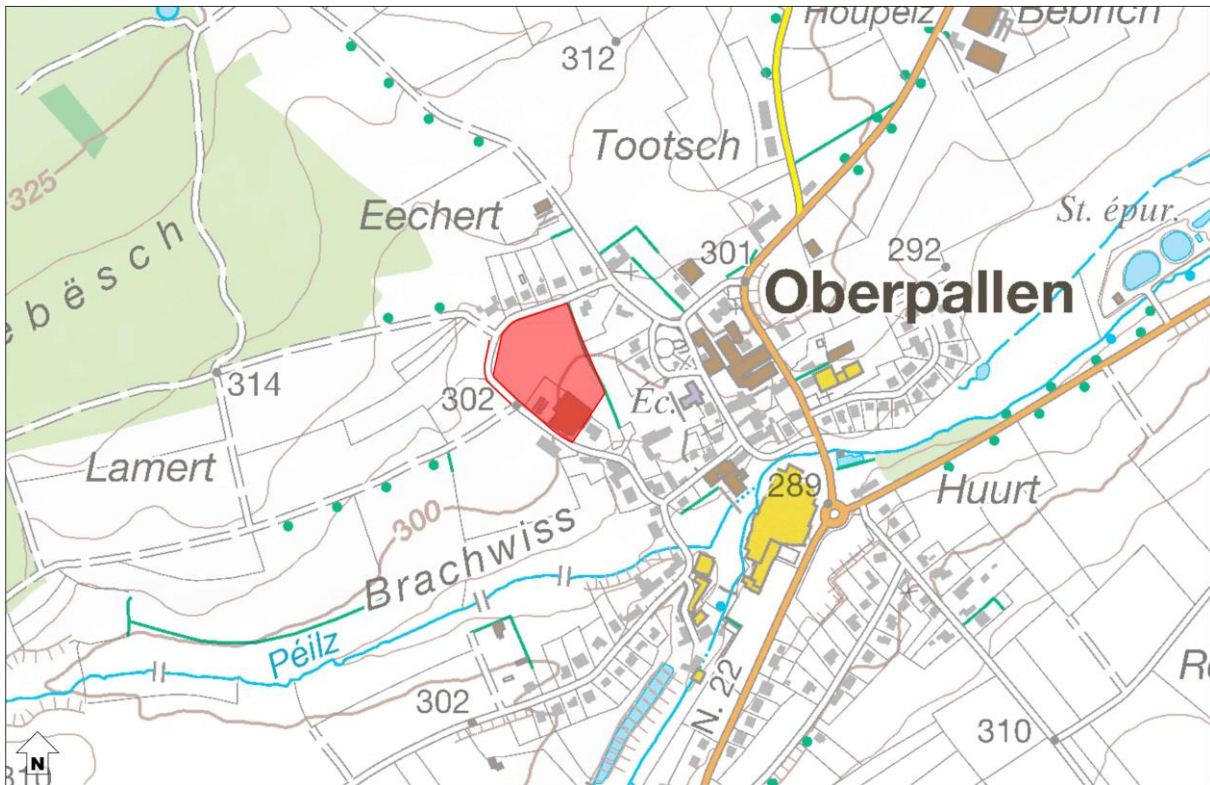 Houpelz
Bebrich
312
Tootsch
325
Eechert
St. épur.
301
292
ebësch
Oberpallen
314
302
Ec.
Lamert
289
Huurt
300
Brachwiss
Péilz
N. 22
302
310
N